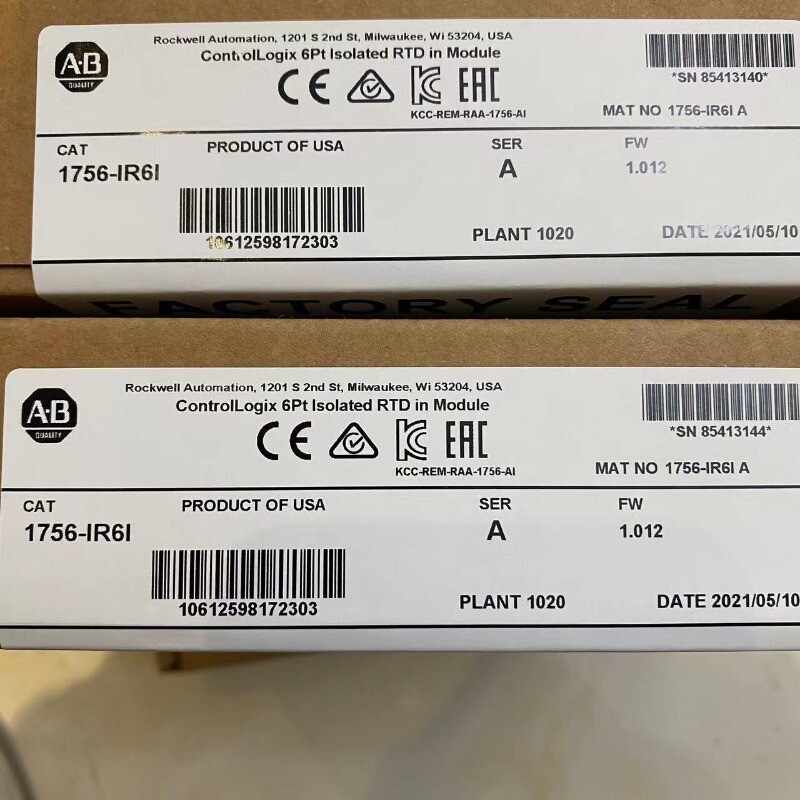 A-B
QUALITY
Rockwell Automation, 1201 S 2nd St, Milwaukee, Wi 53204, USA
ControlLogix 6Pt Isolated RTD in Module
CE KC EAC
KCC-REM-RAA-1756-AI
*SN 85413140*
MAT NO 1756-IR6I A
CAT
1756-IR6I
PRODUCT OF USA
10612598172303
SER
A
FW
1.012
PLANT 1020
DATE 2021/05/10
FACTORY SEAL
A-B
QUALITY
Rockwell Automation, 1201 S 2nd St, Milwaukee, Wi 53204, USA
ControlLogix 6Pt Isolated RTD in Module
CE KC EAC
KCC-REM-RAA-1756-AI
*SN 85413144*
MAT NO 1756-IR6I A
CAT
1756-IR6I
PRODUCT OF USA
10612598172303
SER
A
FW
1.012
PLANT 1020
DATE 2021/05/10